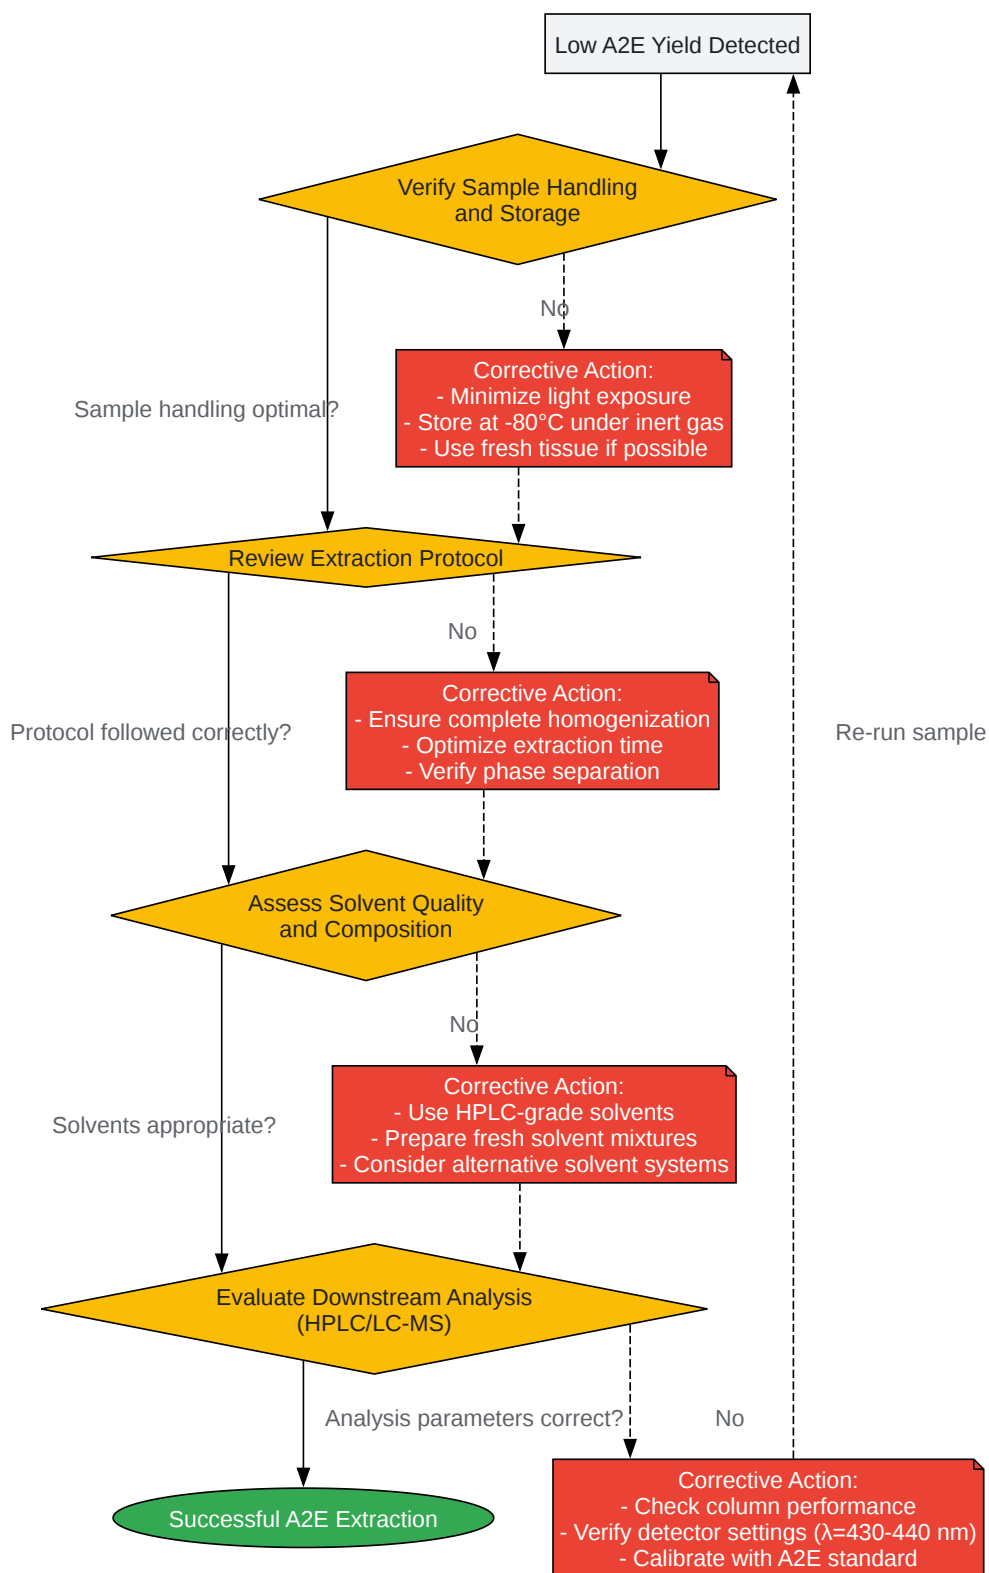 Low A2E Yield Detected
Verify Sample Handling
and Storage
No
Corrective Action:
- Minimize light exposure
- Store at -80°C under inert gas
- Use fresh tissue if possible
Sample handling optimal?
Review Extraction Protocol
No
Corrective Action:
- Ensure complete homogenization
- Optimize extraction time
- Verify phase separation
Protocol followed correctly?
Re-run sample
Assess Solvent Quality
and Composition
No
Corrective Action:
- Use HPLC-grade solvents
- Prepare fresh solvent mixtures
- Consider alternative solvent systems
Solvents appropriate?
Evaluate Downstream Analysis
(HPLC/LC-MS)
Analysis parameters correct?
No
Corrective Action:
- Check column performance
- Verify detector settings (λ=430-440 nm)
- Calibrate with A2E standard
Successful A2E Extraction